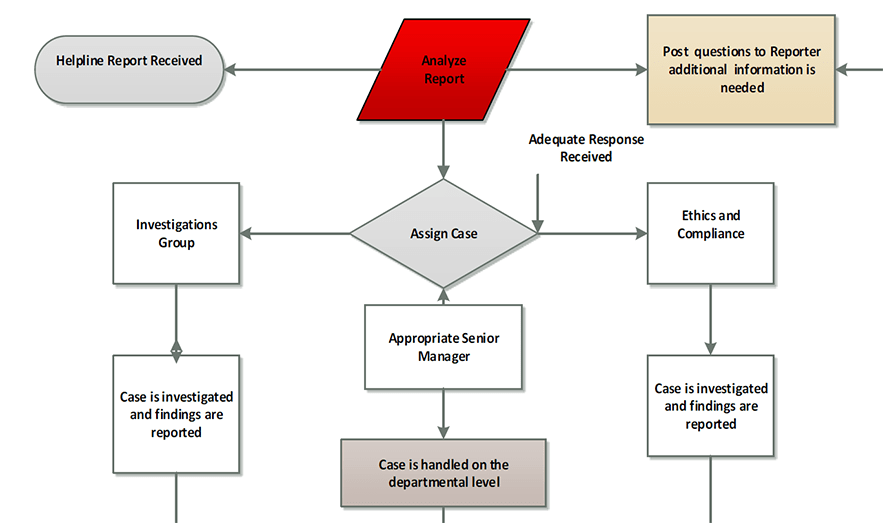 Helpline Report Received
Analyze
Report
Post questions to Reporter
additional information is
needed
Adequate Response
Received
Investigations
Group
Assign Case
Ethics and
Compliance
Appropriate Senior
Manager
Case is investigated
and findings are
reported
Case is investigated
and findings are
reported
Case is handled on the
departmental level